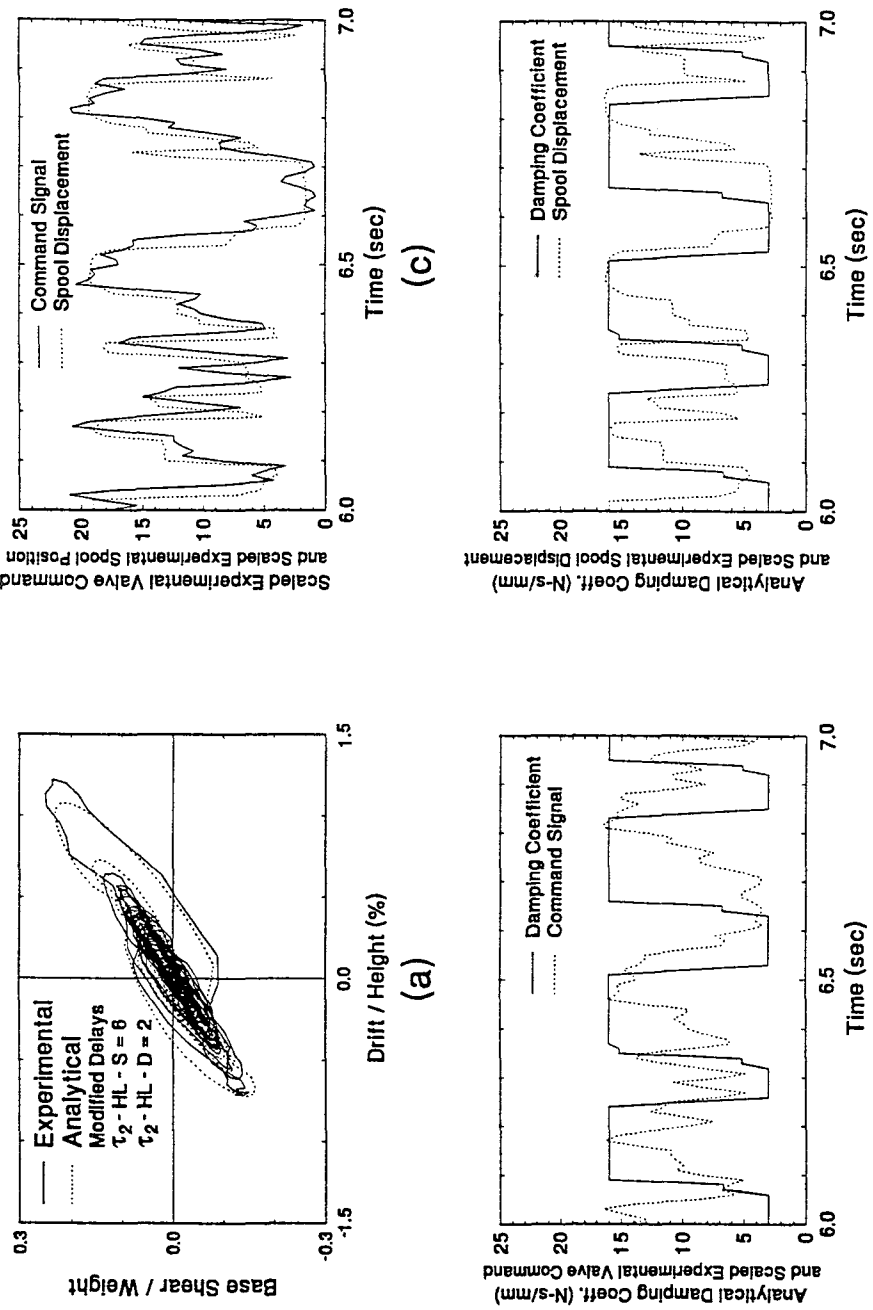 0.3
0.0
-0.3
Base Shear / Weight
Experimental
Analytical
Modified Delays
τ2 - HL - S = 6
τ2 - HL - D = 2
-1.5
0.0
1.5
Drift / Height (%)
(a)
25
20
15
10
5
0
Scaled Experimental Valve Command
and Scaled Experimental Spool Position
Command Signal
Spool Displacement
6.0
6.5
7.0
Time (sec)
(c)
25
20
15
10
5
0
Analytical Damping Coeff. (N-s/mm)
and Scaled Experimental Valve Command
Damping Coefficient
Command Signal
6.0
6.5
7.0
Time (sec)
25
20
15
10
5
0
Analytical Damping Coeff. (N-s/mm)
and Scaled Experimental Spool Displacement
Damping Coefficient
Spool Displacement
6.0
6.5
7.0
Time (sec)